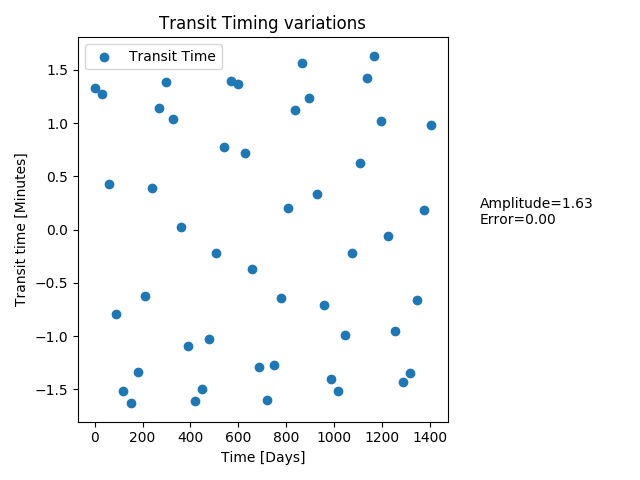 Transit Timing variations
Transit Time
1.5
1.0
0.5
0.0
−0.5
−1.0
−1.5
Transit time [Minutes]
0 200 400 600 800 1000 1200 1400
Time [Days]
Amplitude=1.63
Error=0.00